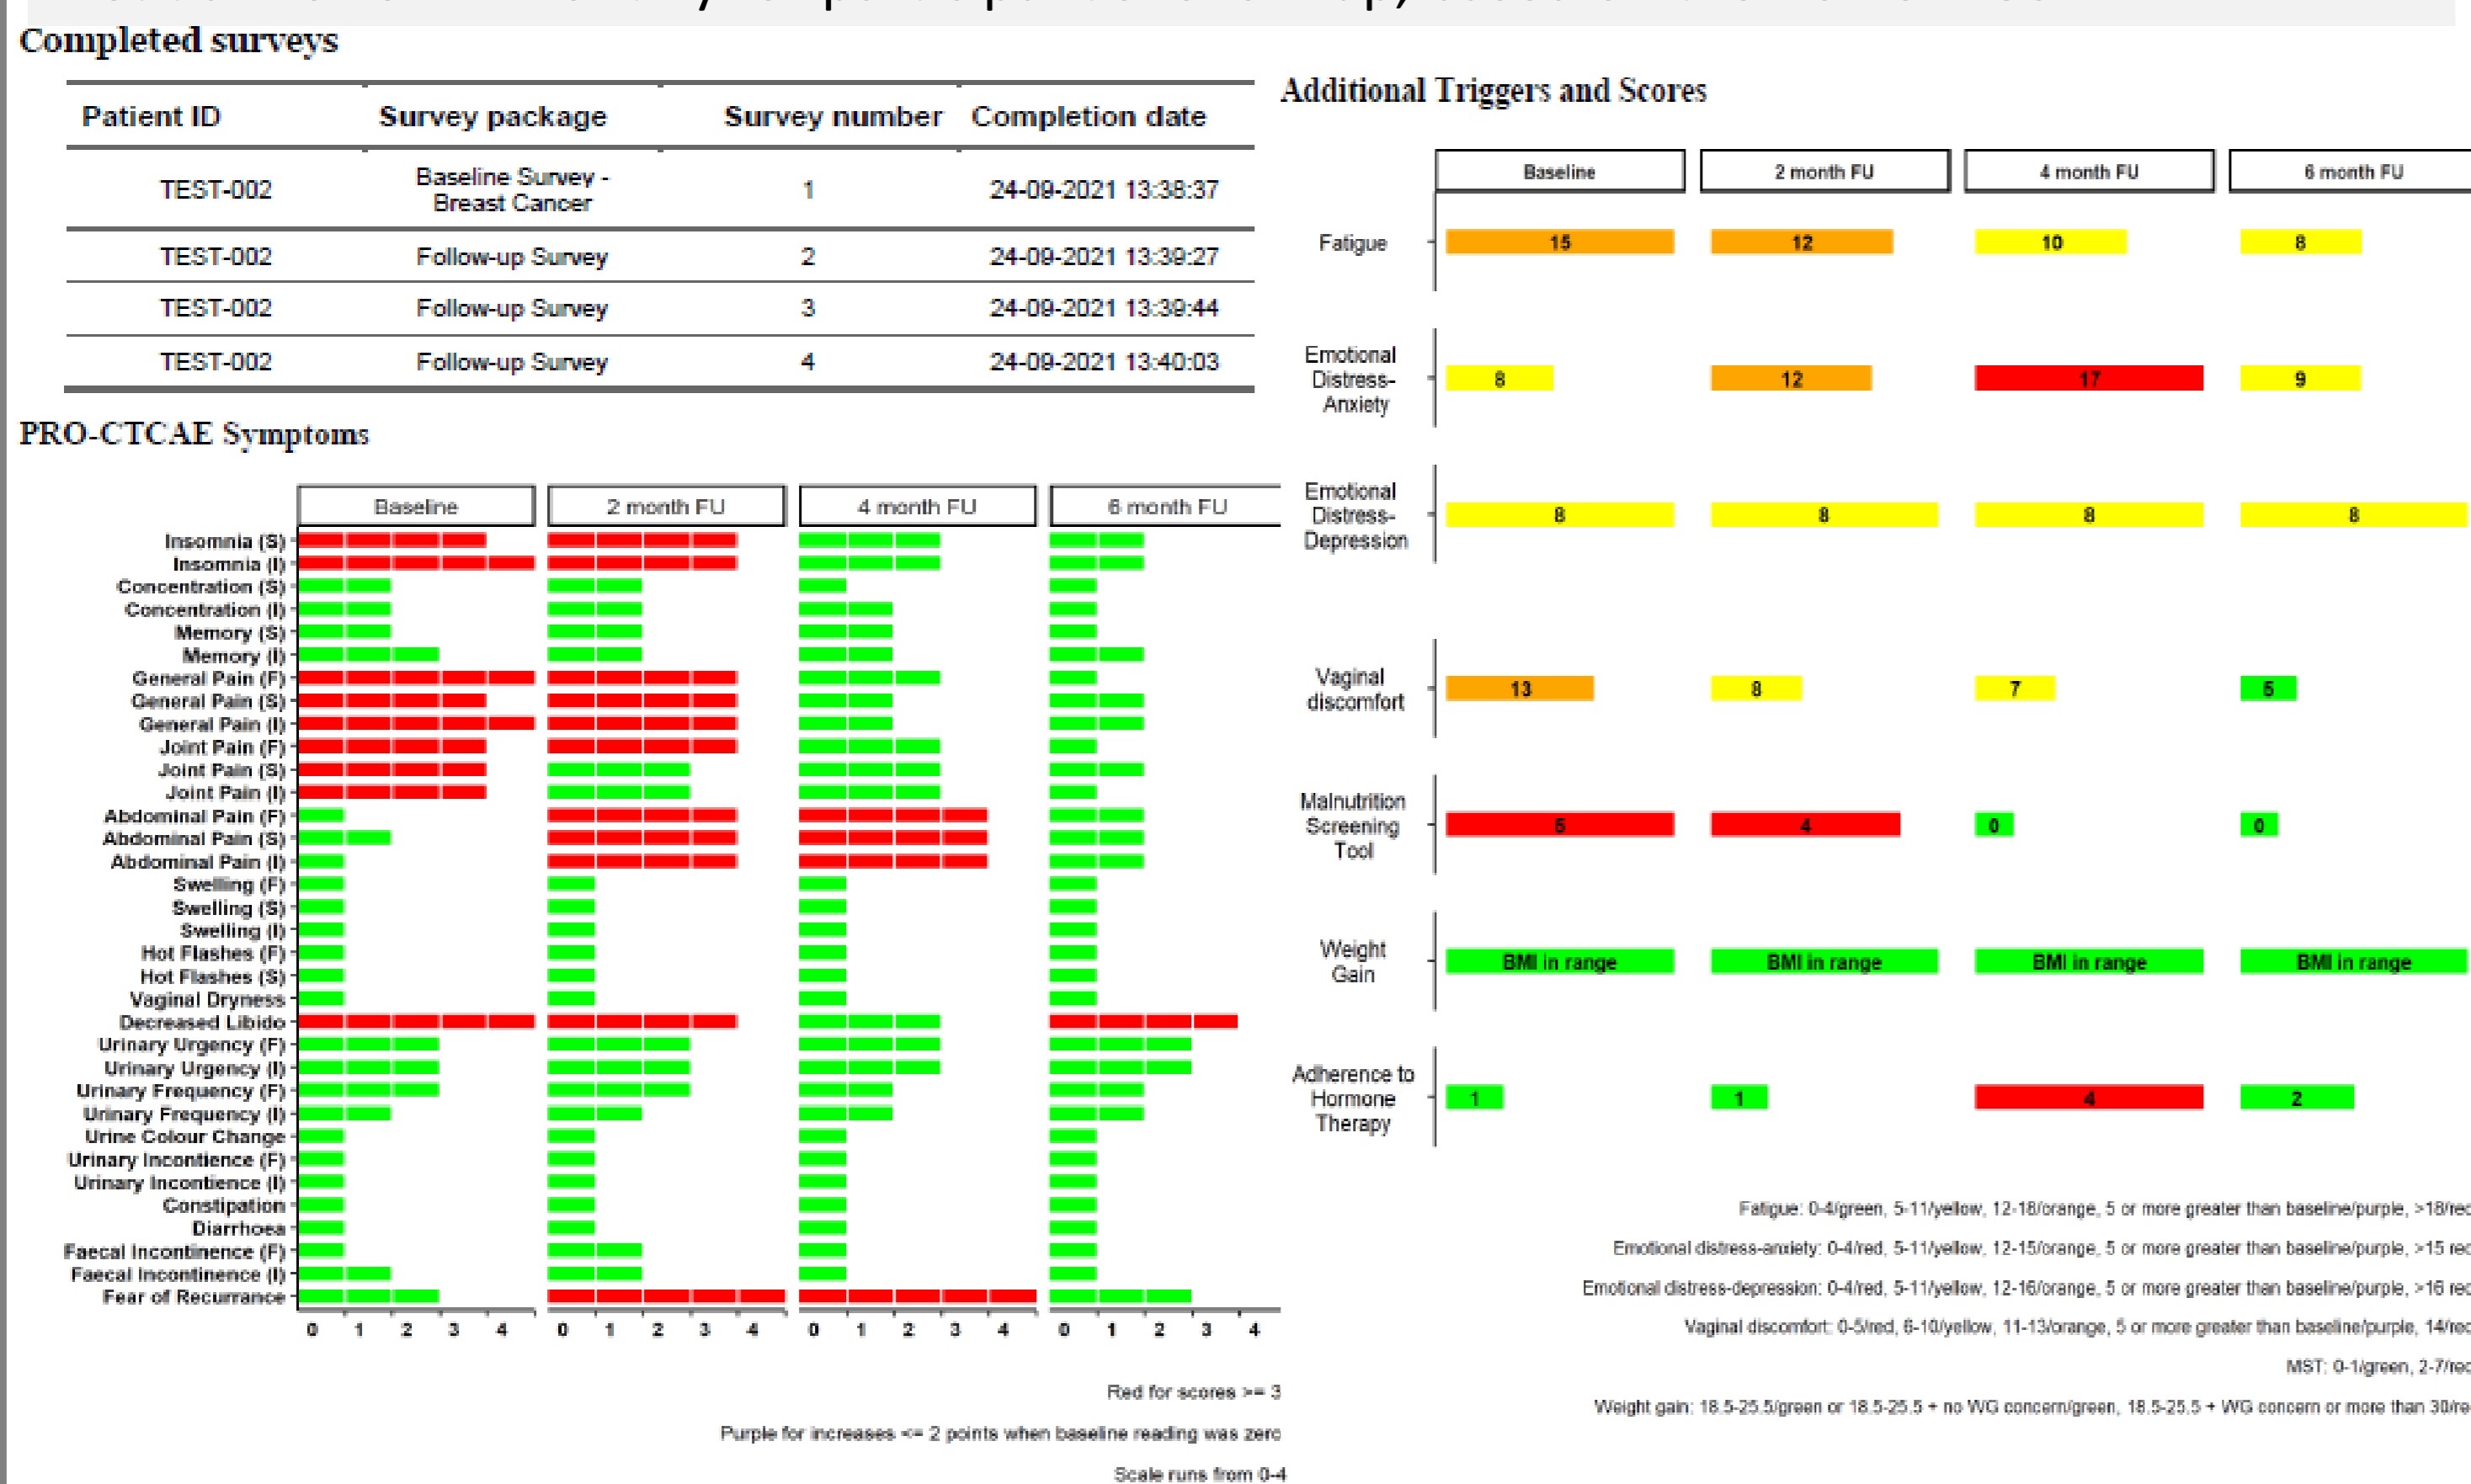 Completed surveys
Patient ID Survey package Survey number Completion date
TEST-002 Baseline Survey - Breast Cancer 1 24-09-2021 13:38:37
TEST-002 Follow-up Survey 2 24-09-2021 13:39:27
TEST-002 Follow-up Survey 3 24-09-2021 13:39:44
TEST-002 Follow-up Survey 4 24-09-2021 13:40:03
PRO-CTCAE Symptoms
Baseline 2 month FU 4 month FU 6 month FU
Insomnia (S)
Insomnia (I)
Concentration (S)
Concentration (I)
Memory (S)
Memory (I)
General Pain (F)
General Pain (S)
General Pain (I)
Joint Pain (F)
Joint Pain (S)
Joint Pain (I)
Abdominal Pain (F)
Abdominal Pain (S)
Abdominal Pain (I)
Swelling (F)
Swelling (S)
Swelling (I)
Hot Flashes (F)
Hot Flashes (S)
Vaginal Dryness
Decreased Libido
Urinary Urgency (F)
Urinary Urgency (I)
Urinary Frequency (F)
Urinary Frequency (I)
Urine Colour Change
Urinary Incontience (F)
Urinary Incontience (I)
Constipation
Diarrhoea
Faecal Incontinence (F)
Faecal Incontinence (I)
Fear of Recurrance
0 1 2 3 4 0 1 2 3 4 0 1 2 3 4 0 1 2 3 4
Red for scores >= 3
Purple for increases <= 2 points when baseline reading was zero
Scale runs from 0-4
Additional Triggers and Scores
Baseline 2 month FU 4 month FU 6 month FU
Fatigue 15 12 10 8
Emotional
Distress-
Anxiety
8 12 17 9
Emotional
Distress-
Depression
8 8 8 8
Vaginal
discomfort
13 8 7 5
Malnutrition
Screening
Tool
5 4 0 0
Weight
Gain
BMI in range BMI in range BMI in range BMI in range
Adherence to
Hormone
Therapy
1 1 4 2
Fatigue: 0-4/green, 5-11/yellow, 12-18/orange, 5 or more greater than baseline/purple, >18/red
Emotional distress-anxiety: 0-4/red, 5-11/yellow, 12-15/orange, 5 or more greater than baseline/purple, >15 red
Emotional distress-depression: 0-4/red, 5-11/yellow, 12-16/orange, 5 or more greater than baseline/purple, >16 red
Vaginal discomfort: 0-5/red, 6-10/yellow, 11-13/orange, 5 or more greater than baseline/purple, 14/red
MST: 0-1/green, 2-7/red
Weight gain: 18.5-25.5/green or 18.5-25.5 + no WG concern/green, 18.5-25.5 + WG concern or more than 30/re